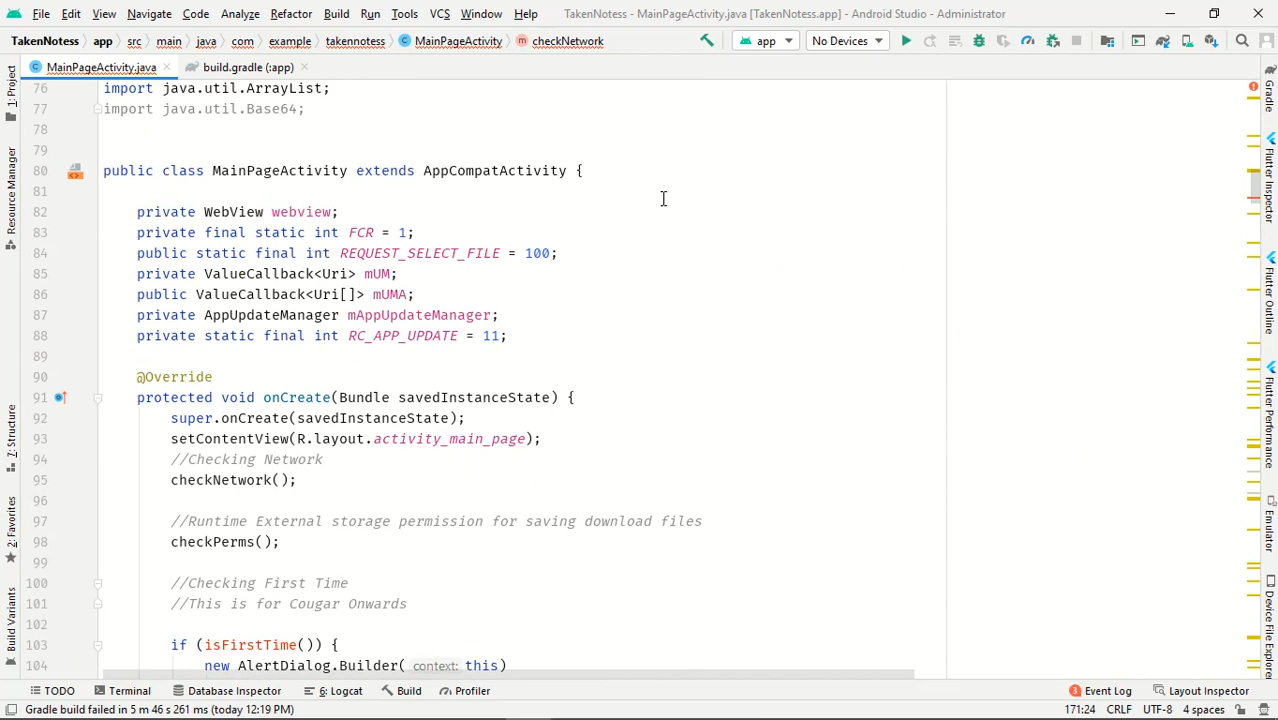 File Edit View Navigate Code Analyze Refactor Build Run Tools VCS Window Help TakenNotess - MainPageActivity.java [TakenNotess.app] - Android Studio - Administrator
TakenNotess app src main java com example takennotess MainPageActivity checkNetwork app No Devices
MainPageActivity.java build.gradle (:app)
1: Project
Resource Manager
Z: Structure
2: Favorites
Build Variants
76 import java.util.ArrayList;
77 import java.util.Base64;
78
79
80 public class MainPageActivity extends AppCompatActivity {
81
82 private WebView webview;
83 private final static int FCR = 1;
84 public static final int REQUEST_SELECT_FILE = 100;
85 private ValueCallback<Uri> mUM;
86 public ValueCallback<Uri[]> mUMA;
87 private AppUpdateManager mAppUpdateManager;
88 private static final int RC_APP_UPDATE = 11;
89
90 @Override
91 protected void onCreate(Bundle savedInstanceState) {
92 super.onCreate(savedInstanceState);
93 setContentView(R.layout.activity_main_page);
94 //Checking Network
95 checkNetwork();
96
97 //Runtime External storage permission for saving download files
98 checkPerms();
99
100 //Checking First Time
101 //This is for Cougar Onwards
102
103 if (isFirstTime()) {
104 new AlertDialog.Builder( context: this)
Gradle
Flutter Inspector
Flutter Outline
Flutter Performance
Emulator
Device File Explorer
TODO Terminal Database Inspector 6: Logcat Build Profiler 3 Event Log Layout Inspector
Gradle build failed in 5 m 46 s 261 ms (today 12:19 PM) 171:24 CRLF UTF-8 4 spaces